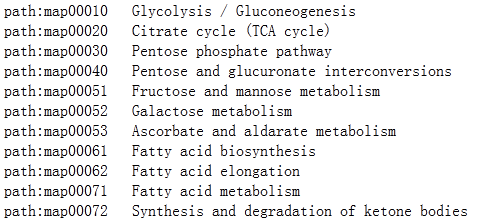 path:map00010 Glycolysis / Gluconeogenesis
path:map00020 Citrate cycle (TCA cycle)
path:map00030 Pentose phosphate pathway
path:map00040 Pentose and glucuronate interconversions
path:map00051 Fructose and mannose metabolism
path:map00052 Galactose metabolism
path:map00053 Ascorbate and aldarate metabolism
path:map00061 Fatty acid biosynthesis
path:map00062 Fatty acid elongation
path:map00071 Fatty acid metabolism
path:map00072 Synthesis and degradation of ketone bodies